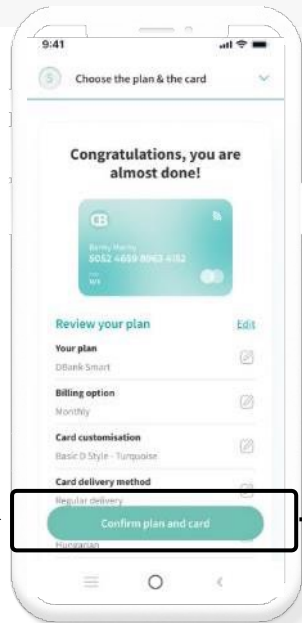 9:41
Choose the plan & the card
Congratulations, you are
almost done!
5052 4659 8963 4152
Review your plan
Edit
Your plan
DBank Smart
Billing option
Monthly
Card customisation
Basic D Style - Turquoise
Card delivery method
Regular delivery
Confirm plan and card
Hungarian